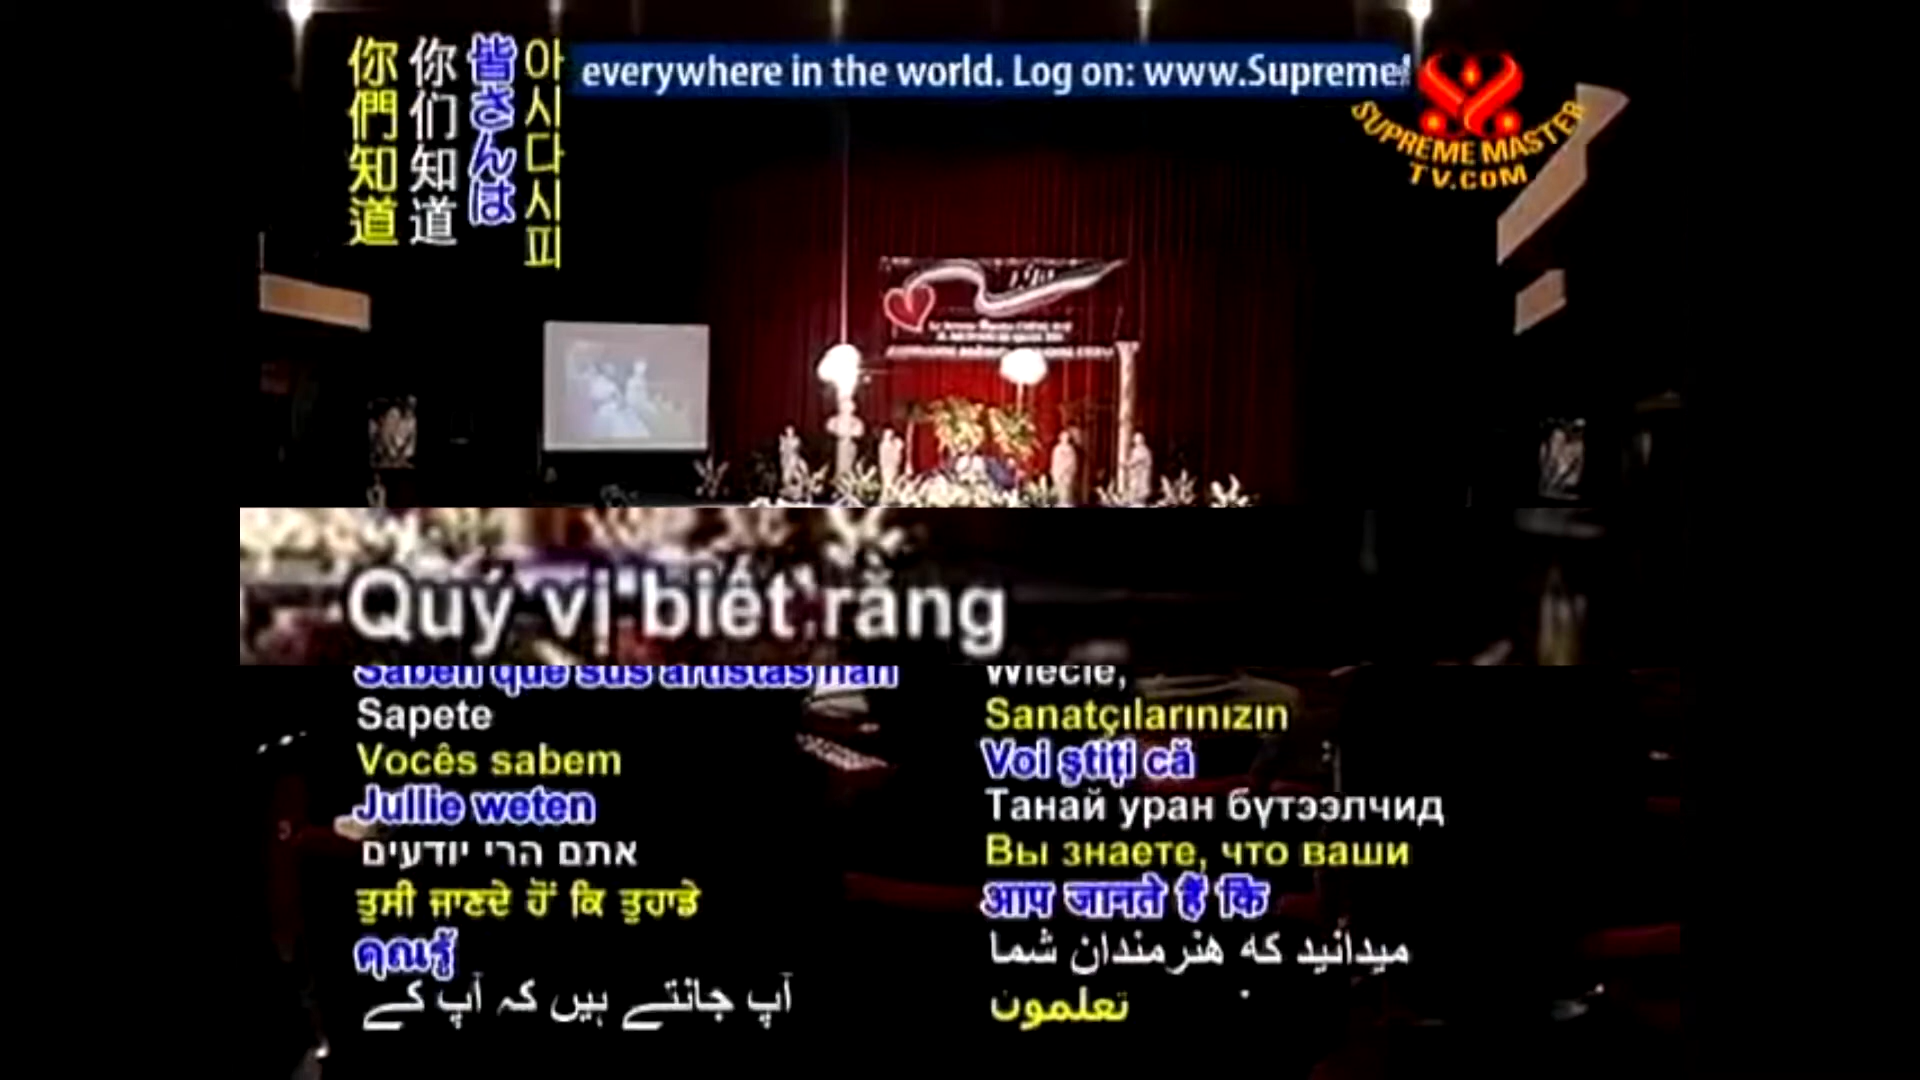 everywhere in the world. Log on: www.Supreme
SUPREME MASTER
TV.COM
你們知道
你们知道
皆さんは
아시다시피
Quý vị biết rằng
Saben que sus artistas han
Sapete
Vocês sabem
Jullie weten
אתם הרי יודעים
ਤੁਸੀ ਜਾਣਦੇ ਹੋਂ ਕਿ ਤੁਹਾਡੇ
คุณรู้
آپ جانتے ہیں کہ آپ کے
Wiecie,
Sanatçılarınızın
Voi ştiţi că
Танай уран бүтээлчид
Вы знаете, что ваши
आप जानते हैं कि
میدانید که هنرمندان شما
تعلمون